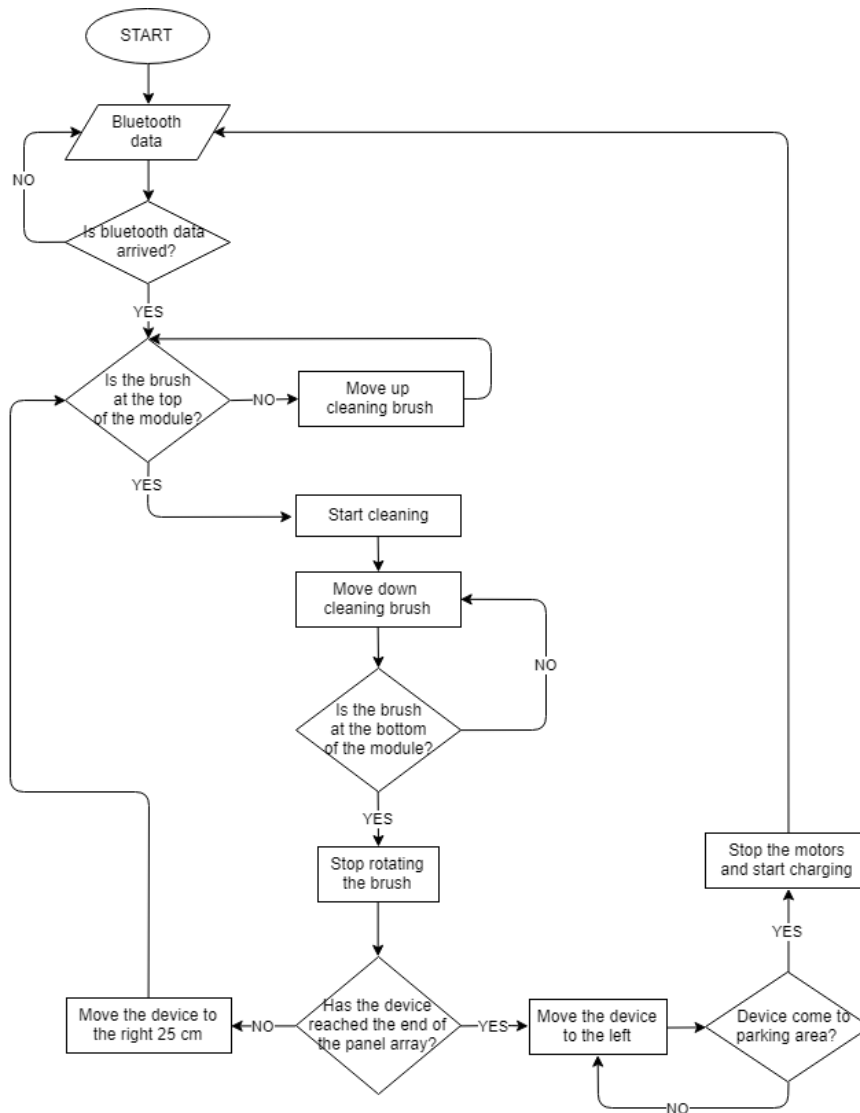 START
Bluetooth
data
NO
Is bluetooth data
arrived?
YES
Is the brush
at the top
of the module?
NO
Move up
cleaning brush
YES
Start cleaning
Move down
cleaning brush
NO
Is the brush
at the bottom
of the module?
YES
Stop rotating
the brush
Stop the motors
and start charging
YES
Move the device to
the right 25 cm
NO
Has the device
reached the end of
the panel array?
YES
Move the device
to the left
Device come to
parking area?
NO